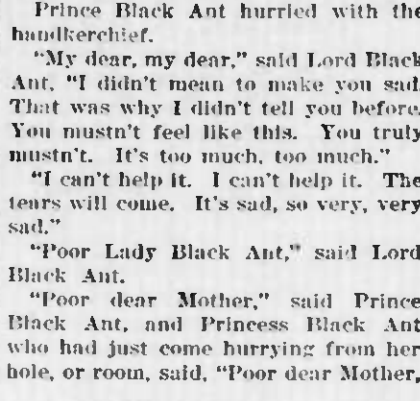 Prince Black Ant hurried with the
handkerchief.
"My dear, my dear," said Lord Black
Ant, "I didn't mean to make you sad.
That was why I didn't tell you before.
You mustn't feel like this. You truly
mustn't. It's too much, too much."
"I can't help it. I can't help it. The
tears will come. It's sad, so very, very
sad."
"Poor Lady Black Ant," said Lord
Black Ant.
"Poor dear Mother," said Prince
Black Ant, and Princess Black Ant
who had just come hurrying from her
hole, or room, said, "Poor dear Mother,